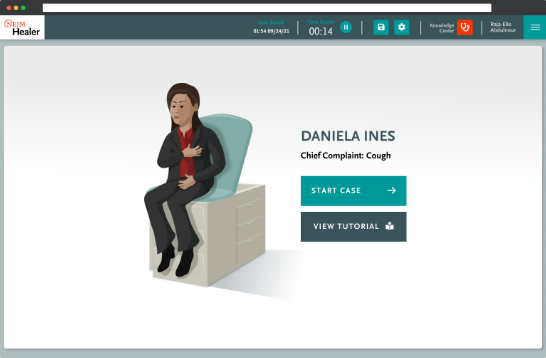 NEJM
Healer
Last Saved
11:54 09/24/21
Time Spent
00:14
Knowledge
Center
Raja-Elie
Abdulnour
DANIELA INES
Chief Complaint: Cough
START CASE
VIEW TUTORIAL